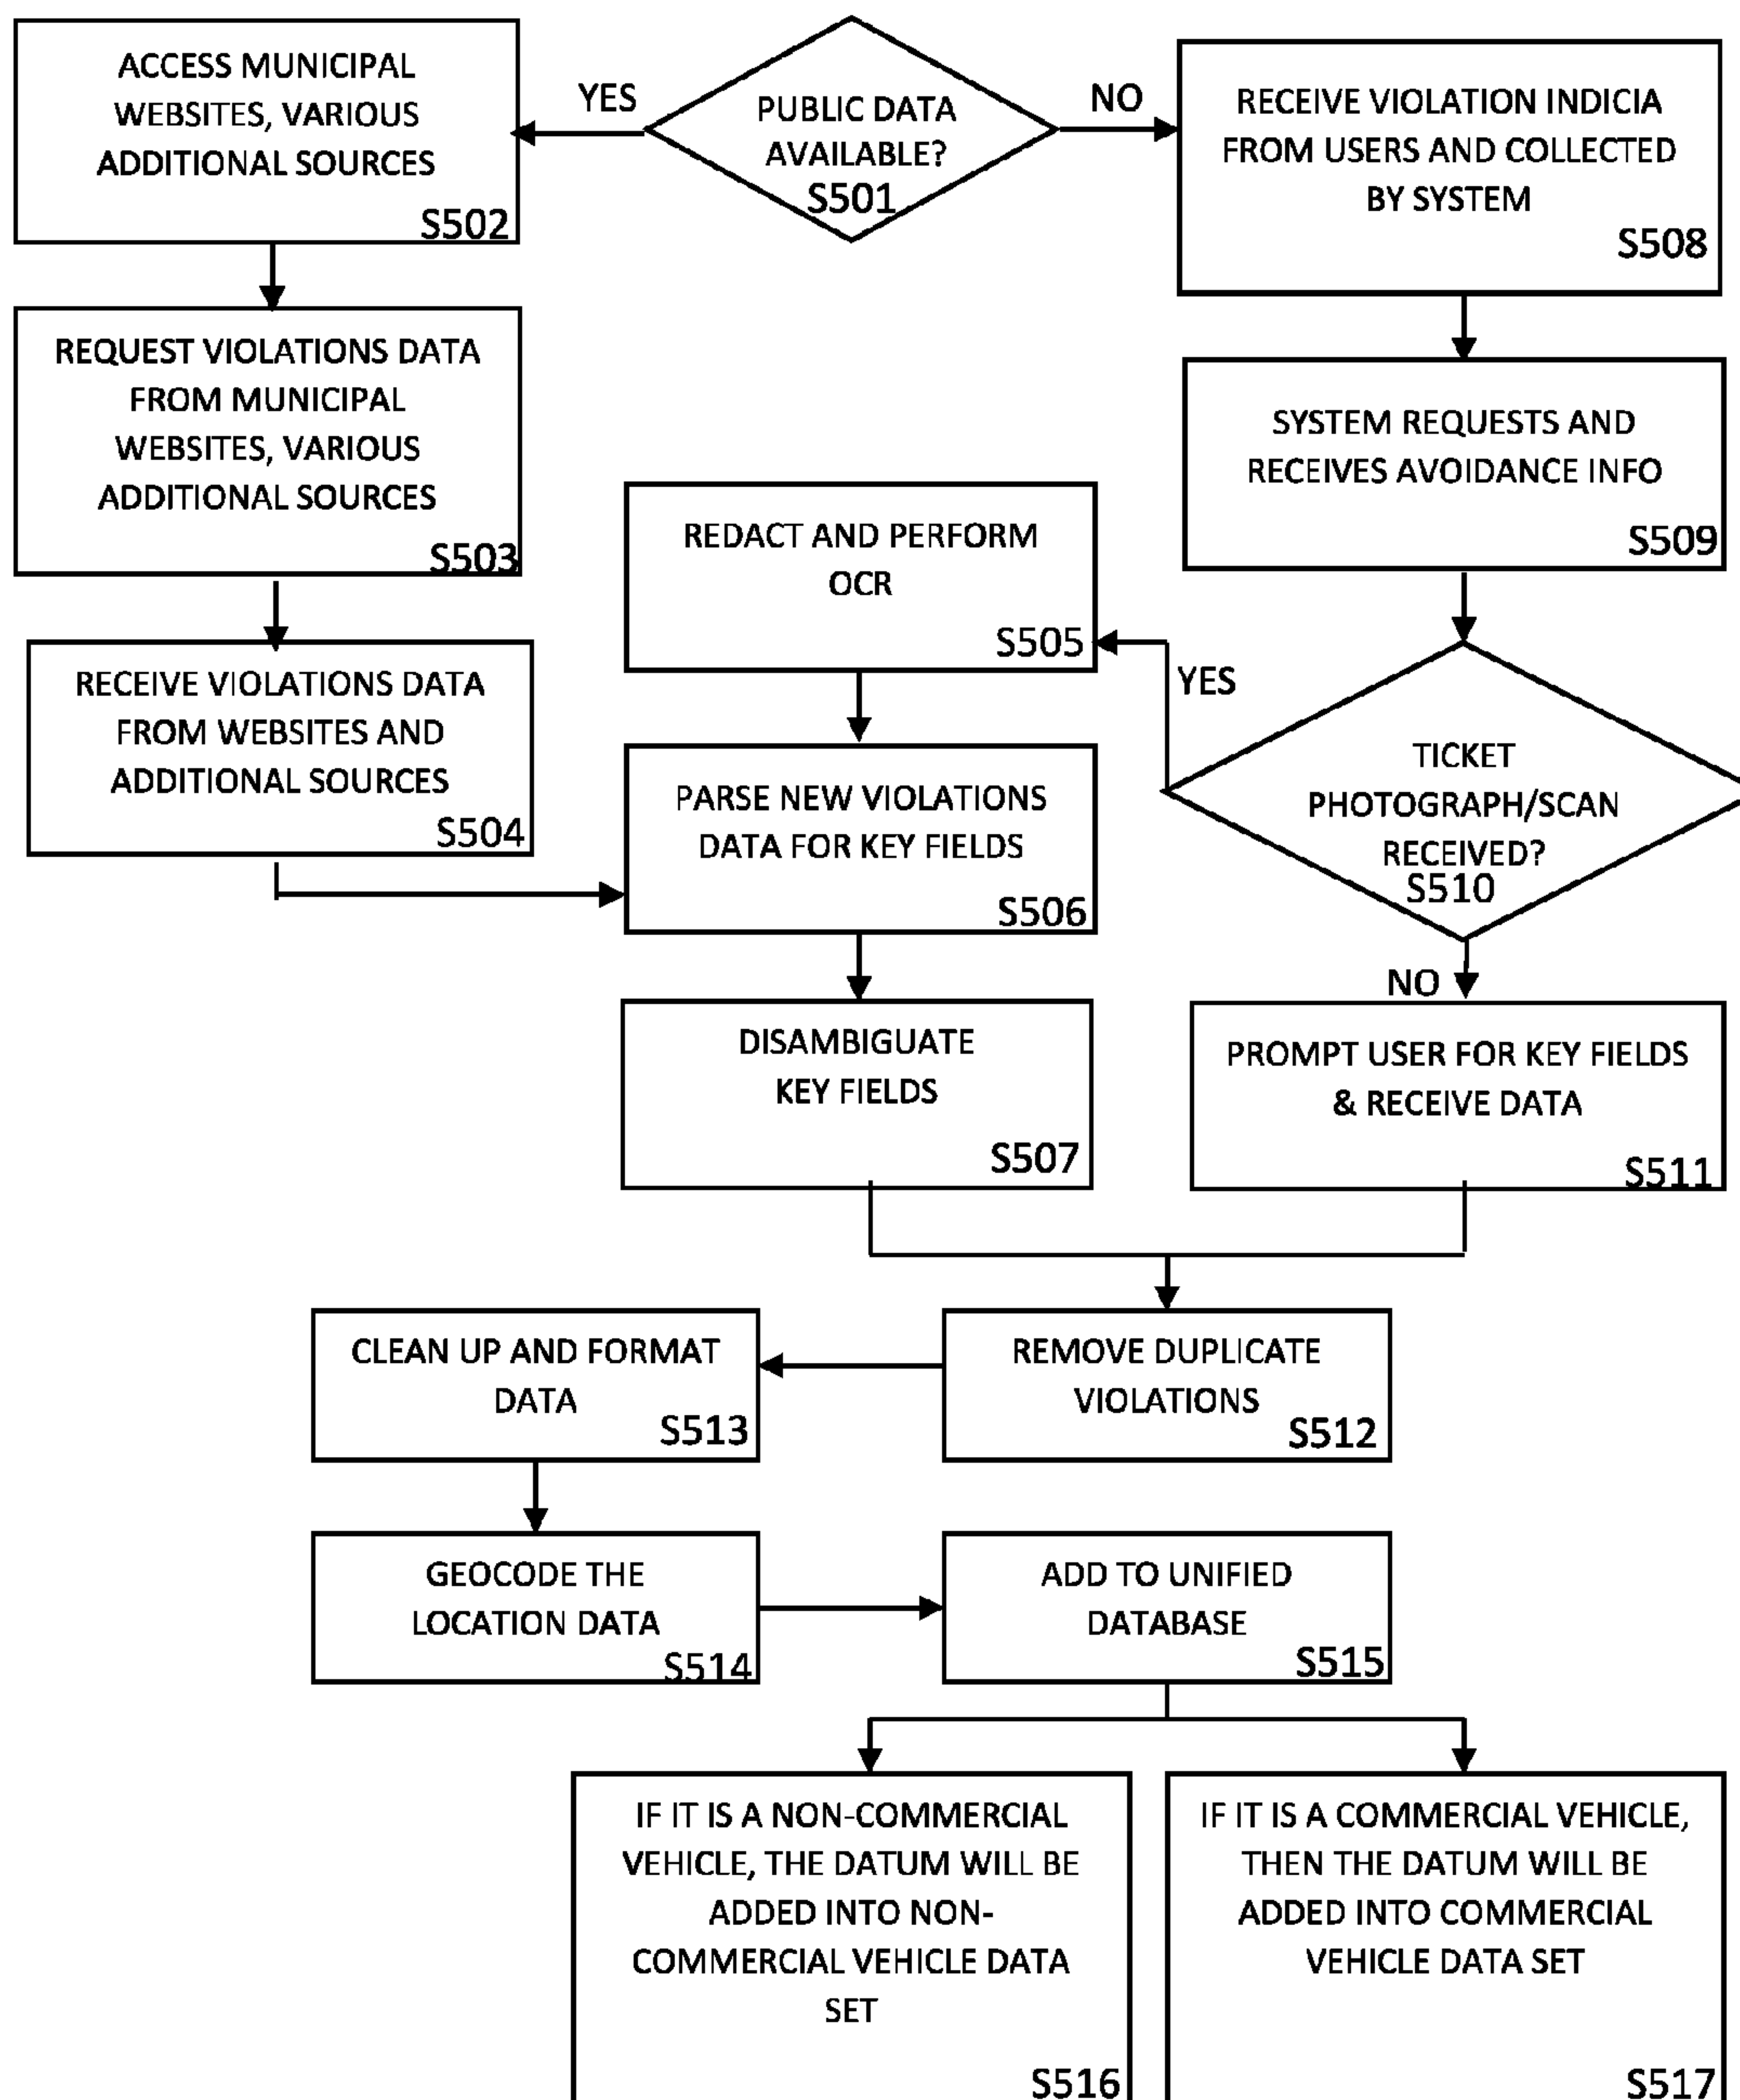 ACCESS MUNICIPAL
WEBSITES, VARIOUS
ADDITIONAL SOURCES
S502
YES
PUBLIC DATA
AVAILABLE?
S501
NO
RECEIVE VIOLATION INDICIA
FROM USERS AND COLLECTED
BY SYSTEM
S508
REQUEST VIOLATIONS DATA
FROM MUNICIPAL
WEBSITES, VARIOUS
ADDITIONAL SOURCES
S503
SYSTEM REQUESTS AND
RECEIVES AVOIDANCE INFO
S509
REDACT AND PERFORM
OCR
S505
YES
RECEIVE VIOLATIONS DATA
FROM WEBSITES AND
ADDITIONAL SOURCES
S504
PARSE NEW VIOLATIONS
DATA FOR KEY FIELDS
S506
TICKET
PHOTOGRAPH/SCAN
RECEIVED?
S510
NO
DISAMBIGUATE
KEY FIELDS
S507
PROMPT USER FOR KEY FIELDS
& RECEIVE DATA
S511
CLEAN UP AND FORMAT
DATA
S513
REMOVE DUPLICATE
VIOLATIONS
S512
GEOCODE THE
LOCATION DATA
S514
ADD TO UNIFIED
DATABASE
S515
IF IT IS A NON-COMMERCIAL
VEHICLE, THE DATUM WILL BE
ADDED INTO NON-
COMMERCIAL VEHICLE DATA
SET
S516
IF IT IS A COMMERCIAL VEHICLE,
THEN THE DATUM WILL BE
ADDED INTO COMMERCIAL
VEHICLE DATA SET
S517